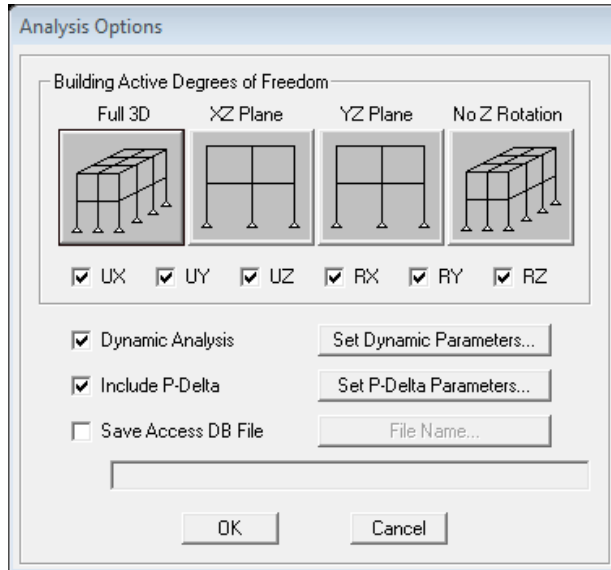 Analysis Options
Building Active Degrees of Freedom
Full 3D XZ Plane YZ Plane No Z Rotation
UX UY UZ RX RY RZ
Dynamic Analysis Set Dynamic Parameters...
Include P-Delta Set P-Delta Parameters...
Save Access DB File File Name...
OK Cancel